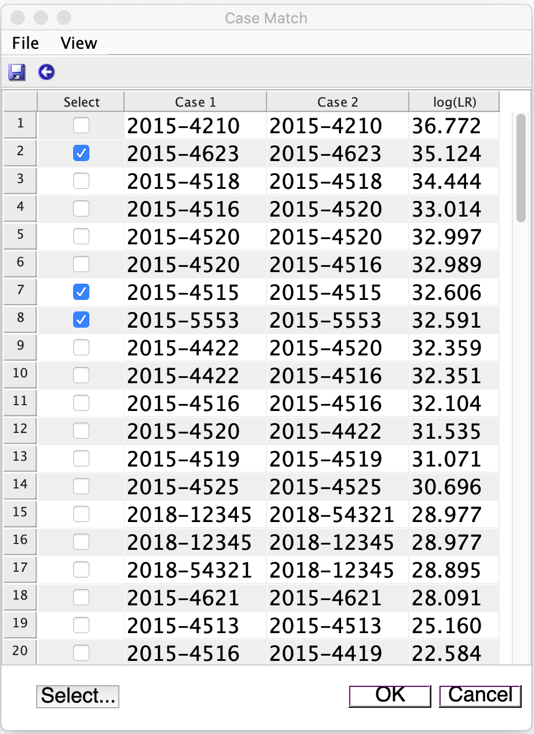 Case Match
File View
Select Case 1 Case 2 log(LR)
1 2015-4210 2015-4210 36.772
2 2015-4623 2015-4623 35.124
3 2015-4518 2015-4518 34.444
4 2015-4516 2015-4520 33.014
5 2015-4520 2015-4520 32.997
6 2015-4520 2015-4516 32.989
7 2015-4515 2015-4515 32.606
8 2015-5553 2015-5553 32.591
9 2015-4422 2015-4520 32.359
10 2015-4422 2015-4516 32.351
11 2015-4516 2015-4516 32.104
12 2015-4520 2015-4422 31.535
13 2015-4519 2015-4519 31.071
14 2015-4525 2015-4525 30.696
15 2018-12345 2018-54321 28.977
16 2018-12345 2018-12345 28.977
17 2018-54321 2018-12345 28.895
18 2015-4621 2015-4621 28.091
19 2015-4513 2015-4513 25.160
20 2015-4516 2015-4419 22.584
Select... OK Cancel